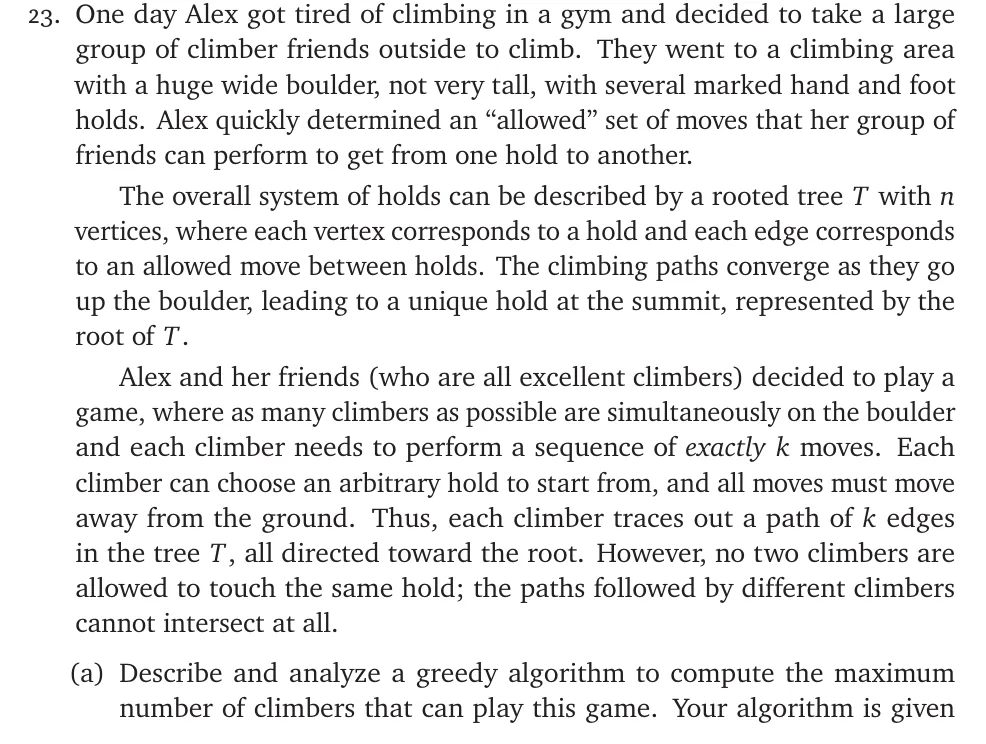 23. One day Alex got tired of climbing in a gym and decided to take a large
group of climber friends outside to climb. They went to a climbing area
with a huge wide boulder, not very tall, with several marked hand and foot
holds. Alex quickly determined an “allowed” set of moves that her group of
friends can perform to get from one hold to another.
The overall system of holds can be described by a rooted tree T with n
vertices, where each vertex corresponds to a hold and each edge corresponds
to an allowed move between holds. The climbing paths converge as they go
up the boulder, leading to a unique hold at the summit, represented by the
root of T.
Alex and her friends (who are all excellent climbers) decided to play a
game, where as many climbers as possible are simultaneously on the boulder
and each climber needs to perform a sequence of exactly k moves. Each
climber can choose an arbitrary hold to start from, and all moves must move
away from the ground. Thus, each climber traces out a path of k edges
in the tree T, all directed toward the root. However, no two climbers are
allowed to touch the same hold; the paths followed by different climbers
cannot intersect at all.
(a) Describe and analyze a greedy algorithm to compute the maximum
number of climbers that can play this game. Your algorithm is given